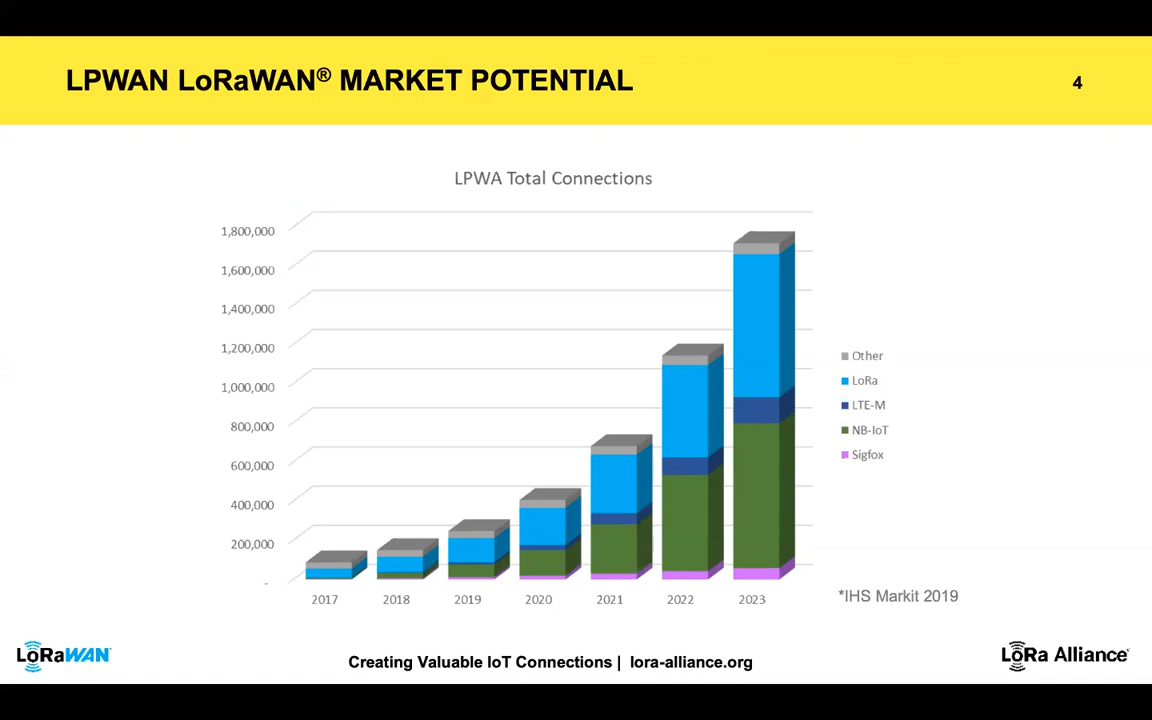 LPWAN LoRaWAN® MARKET POTENTIAL
4
LPWA Total Connections
1,800,000
1,600,000
1,400,000
1,200,000
1,000,000
800,000
600,000
400,000
200,000
-
2017 2018 2019 2020 2021 2022 2023
Other
LoRa
LTE-M
NB-IoT
Sigfox
*IHS Markit 2019
LoRaWAN
Creating Valuable IoT Connections | lora-alliance.org
LoRa Alliance